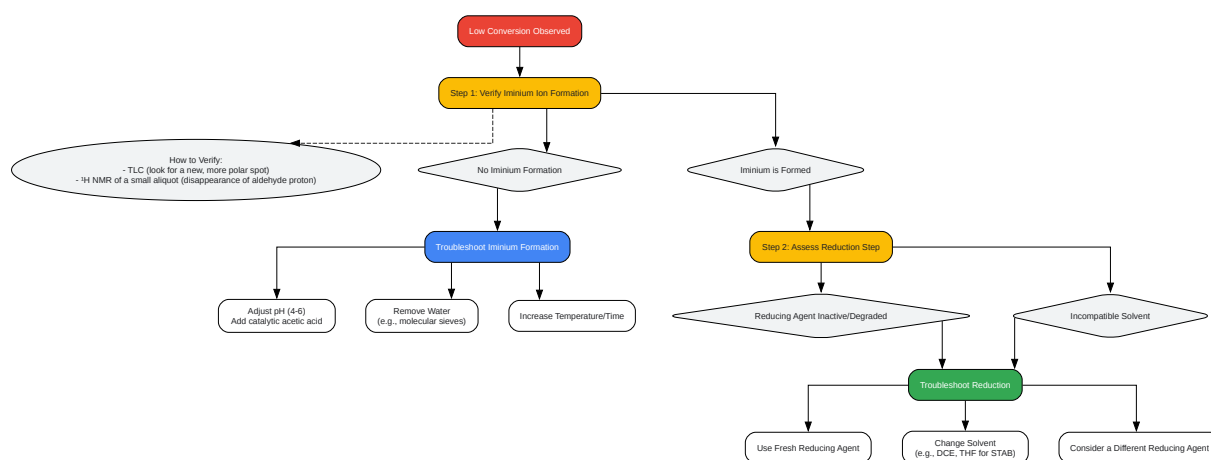 Low Conversion Observed
Step 1: Verify Iminium Ion Formation
How to Verify:
- TLC (look for a new, more polar spot)
- ¹H NMR of a small aliquot (disappearance of aldehyde proton)
No Iminium Formation
Iminium is Formed
Troubleshoot Iminium Formation
Step 2: Assess Reduction Step
Adjust pH (4-6)
Add catalytic acetic acid
Remove Water
(e.g., molecular sieves)
Increase Temperature/Time
Reducing Agent Inactive/Degraded
Incompatible Solvent
Troubleshoot Reduction
Use Fresh Reducing Agent
Change Solvent
(e.g., DCE, THF for STAB)
Consider a Different Reducing Agent